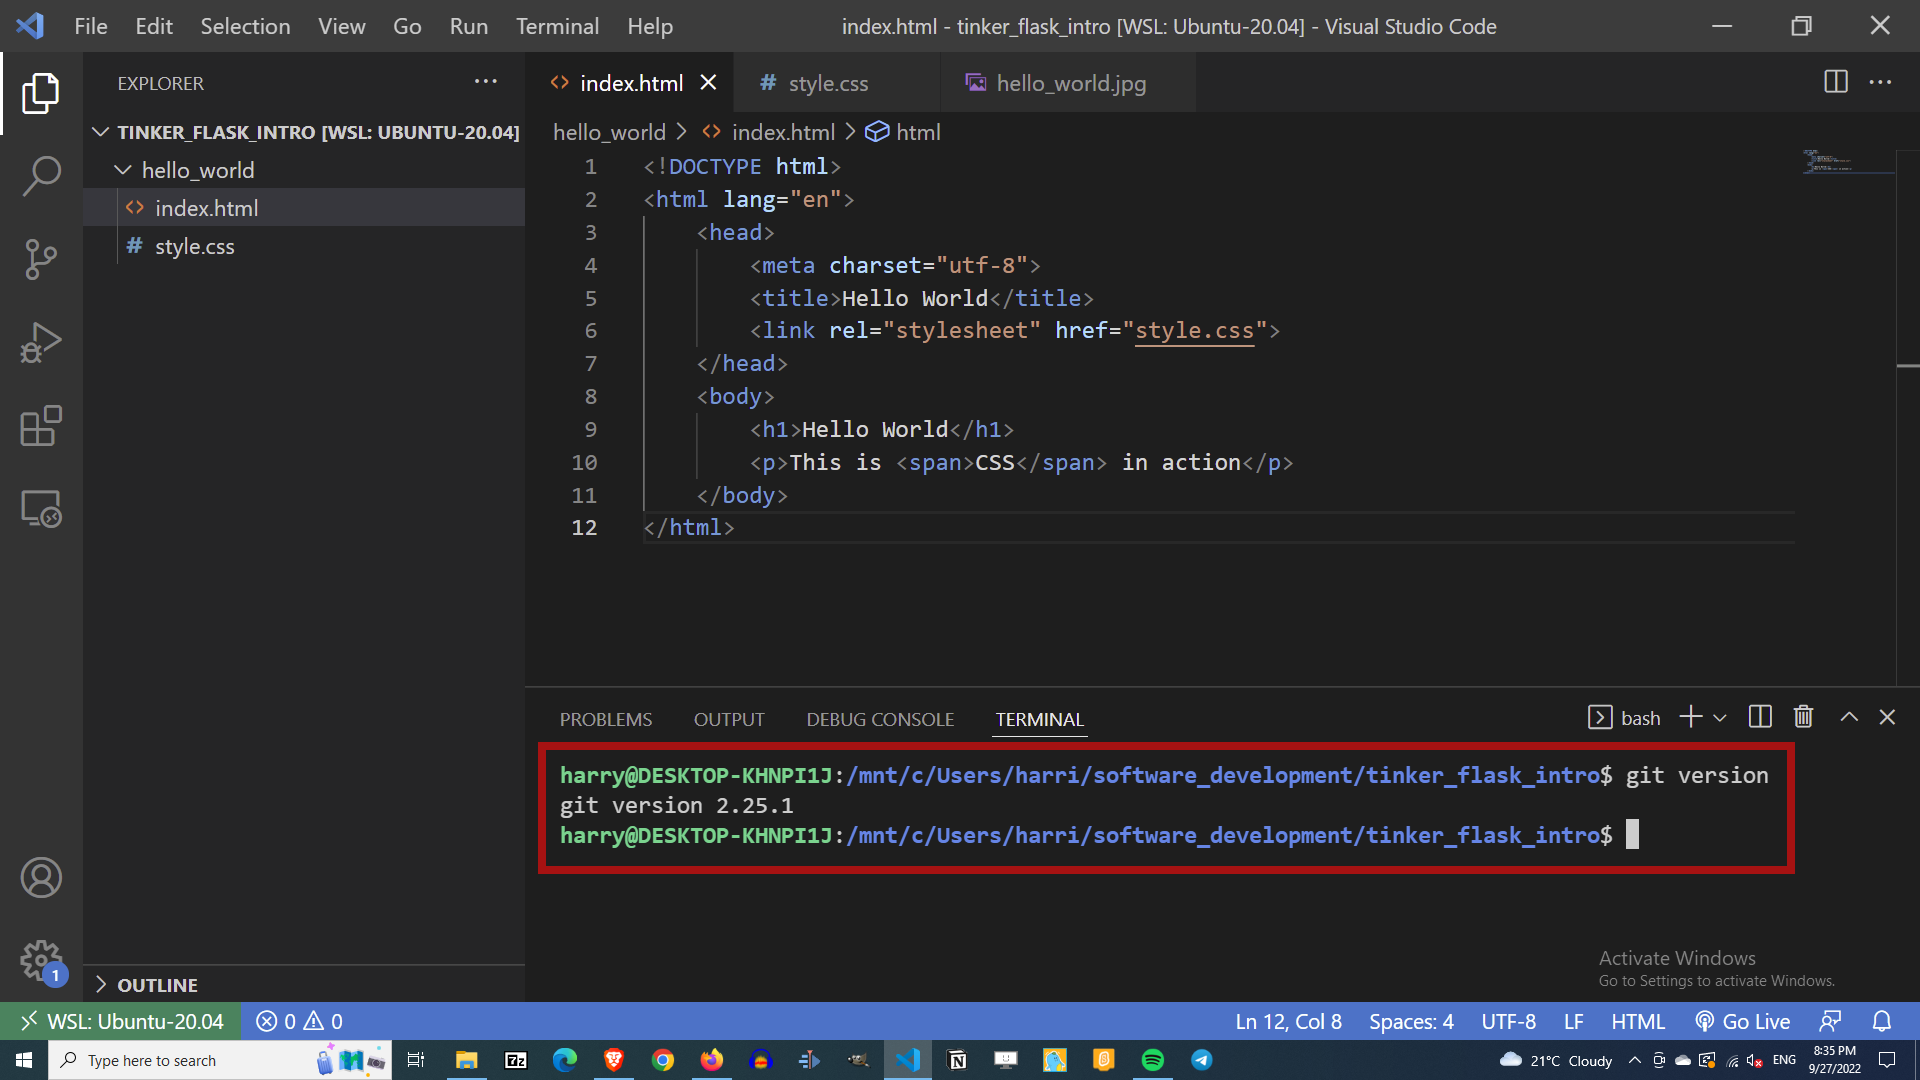 File Edit Selection View Go Run Terminal Help
index.html - tinker_flask_intro [WSL: Ubuntu-20.04] - Visual Studio Code
EXPLORER
TINKER_FLASK_INTRO [WSL: UBUNTU-20.04]
hello_world
index.html
# style.css
index.html
# style.css
hello_world.jpg
hello_world > index.html > html
1 <!DOCTYPE html>
2 <html lang="en">
3 <head>
4 <meta charset="utf-8">
5 <title>Hello World</title>
6 <link rel="stylesheet" href="style.css">
7 </head>
8 <body>
9 <h1>Hello World</h1>
10 <p>This is <span>CSS</span> in action</p>
11 </body>
12 </html>
PROBLEMS OUTPUT DEBUG CONSOLE TERMINAL
bash
harry@DESKTOP-KHNPI1J:/mnt/c/Users/harri/software_development/tinker_flask_intro$ git version
git version 2.25.1
harry@DESKTOP-KHNPI1J:/mnt/c/Users/harri/software_development/tinker_flask_intro$
Activate Windows
Go to Settings to activate Windows.
1
OUTLINE
WSL: Ubuntu-20.04 0 0
Ln 12, Col 8 Spaces: 4 UTF-8 LF HTML Go Live
Type here to search
7z
21°C Cloudy
ENG
8:35 PM
9/27/2022